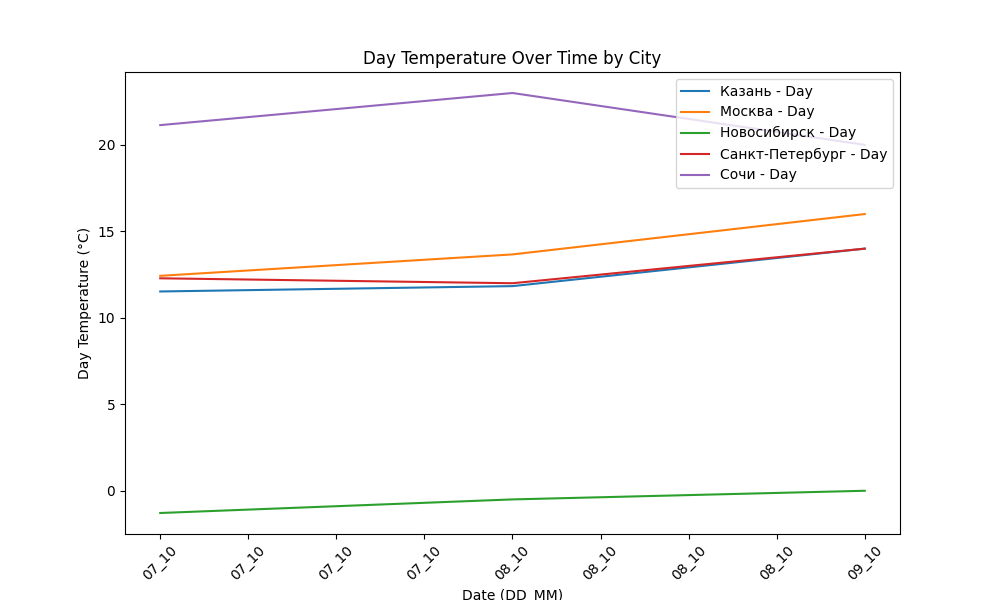 Day Temperature Over Time by City
Казань - Day
Москва - Day
Новосибирск - Day
Санкт-Петербург - Day
Сочи - Day
Day Temperature (°C)
20
15
10
5
0
07_10 07_10 07_10 07_10 08_10 08_10 08_10 08_10 09_10
Date (DD_MM)